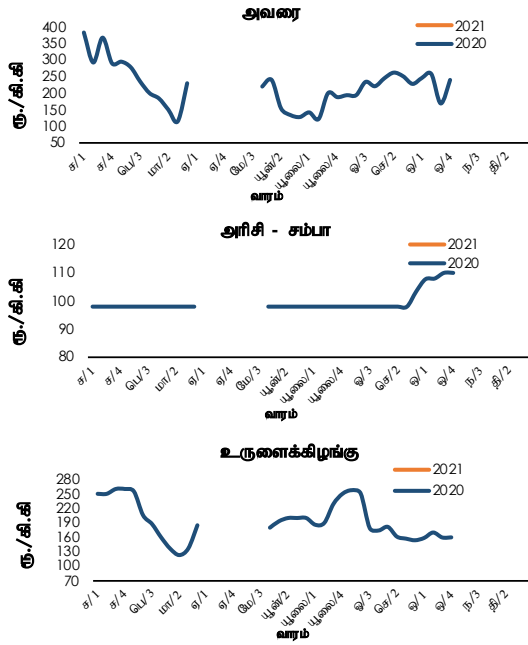 அவரை
2021
2020
400
350
300
250
200
150
100
50
ரூ./கி.கி
ச/1
ச/4
பெ/3
மா/2
ஏ/1
ஏ/4
மே/3
யூன்/2
யூலை/1
யூலை/4
ஓ/3
செ/2
ஒ/1
ஒ/4
ந/3
தி/2
வாரம்
அரிசி - சம்பா
2021
2020
120
110
100
90
80
ரூ./கி.கி
ச/1
ச/4
பெ/3
மா/2
ஏ/1
ஏ/4
மே/3
யூன்/2
யூலை/1
யூலை/4
ஓ/3
செ/2
ஒ/1
ஒ/4
ந/3
தி/2
வாரம்
உருளைக்கிழங்கு
2021
2020
280
250
220
190
160
130
100
70
ரூ./கி.கி
ச/1
ச/4
பெ/3
மா/2
ஏ/1
ஏ/4
மே/3
யூன்/2
யூலை/1
யூலை/4
ஓ/3
செ/2
ஒ/1
ஒ/4
ந/3
தி/2
வாரம்